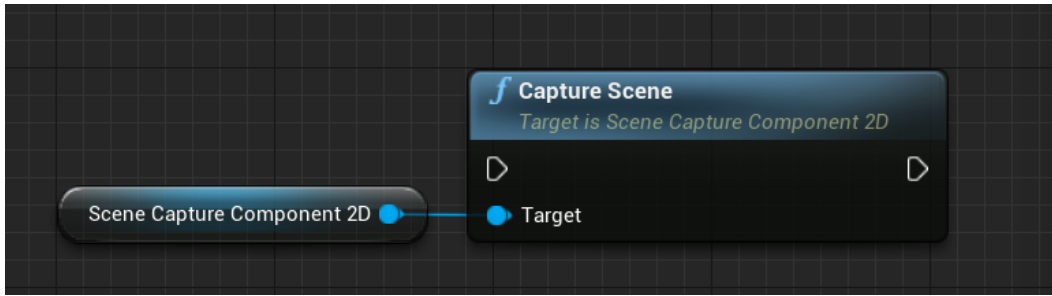 Capture Scene
Target is Scene Capture Component 2D
Scene Capture Component 2D
Target